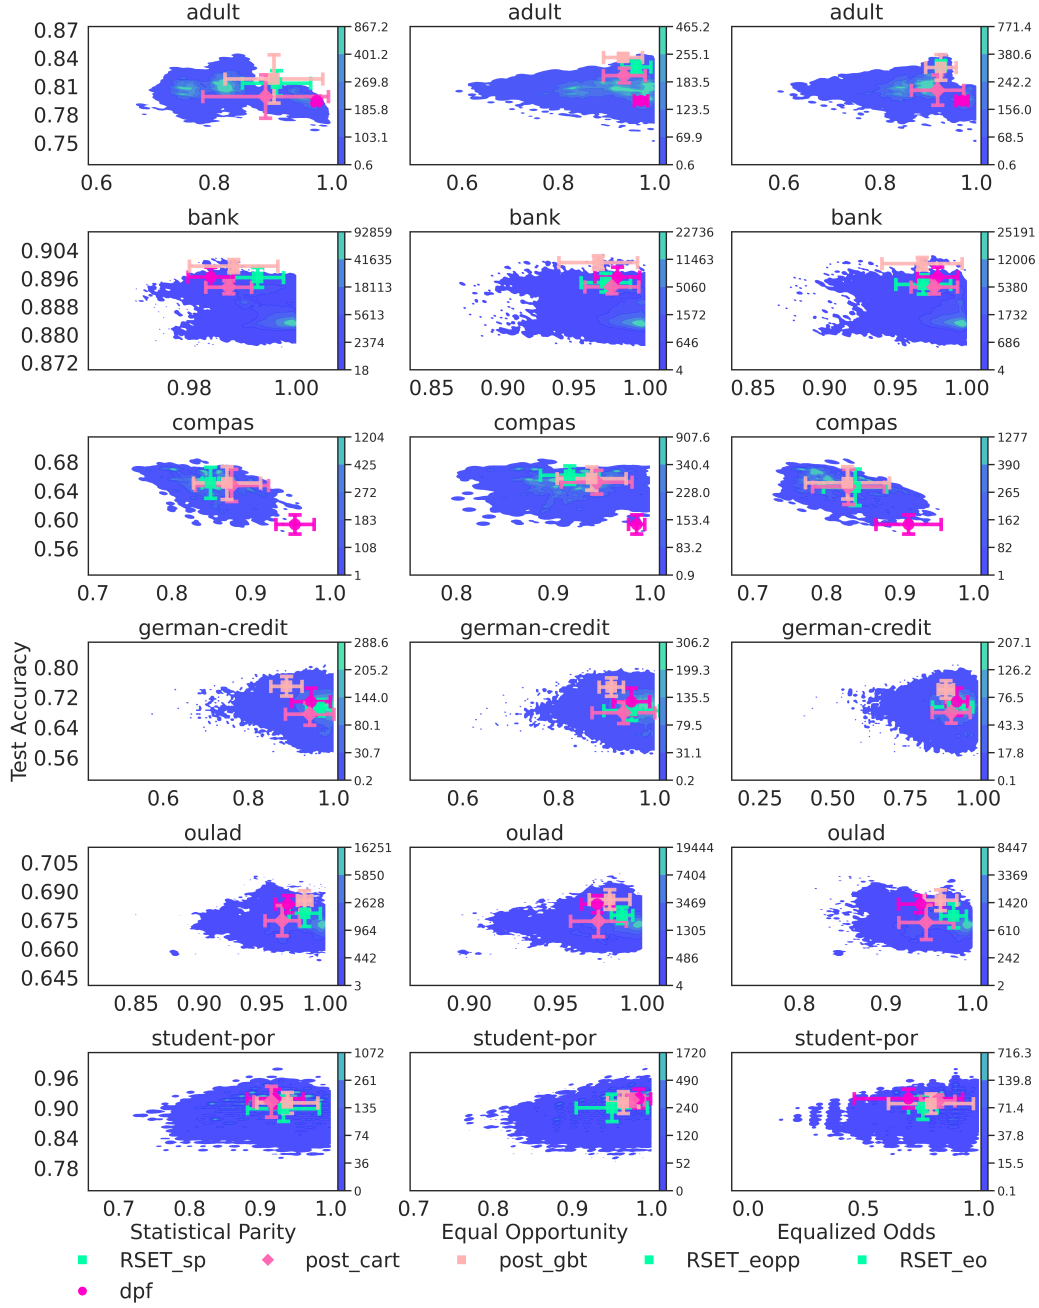 adult adult adult
0.87 867.2 465.2 771.4
0.84 401.2 255.1 380.6
0.81 269.8 183.5 242.2
0.78 185.8 123.5 156.0
0.75 103.1 69.9 68.5
0.6 0.6 0.6
0.6 0.8 1.0 0.6 0.8 1.0 0.6 0.8 1.0
bank bank bank
92859 22736 25191
0.904 41635 11463 12006
0.896 18113 5060 5380
0.888 5613 1572 1732
0.880 2374 646 686
0.872 18 4 4
0.98 1.00 0.85 0.90 0.95 1.00 0.85 0.90 0.95 1.00
compas compas compas
1204 907.6 1277
0.68 425 340.4 390
0.64 272 228.0 265
0.60 183 153.4 162
0.56 108 83.2 82
1 0.9 1
0.7 0.8 0.9 1.0 0.8 0.9 1.0 0.7 0.8 0.9 1.0
german-credit german-credit german-credit
288.6 306.2 207.1
0.80 205.2 199.3 126.2
0.72 144.0 135.5 76.5
0.64 80.1 79.5 43.3
0.56 30.7 31.1 17.8
0.2 0.2 0.1
0.6 0.8 1.0 0.6 0.8 1.0 0.25 0.50 0.75 1.00
Test Accuracy
oulad oulad oulad
16251 19444 8447
0.705 5850 7404 3369
0.690 2628 3469 1420
0.675 964 1305 610
0.660 442 486 242
0.645 3 4 2
0.85 0.90 0.95 1.00 0.90 0.95 1.00 0.8 0.9 1.0
student-por student-por student-por
1072 1720 716.3
0.96 261 490 139.8
0.90 135 240 71.4
0.84 74 120 37.8
0.78 36 52 15.5
0 0 0.1
0.7 0.8 0.9 1.0 0.7 0.8 0.9 1.0 0.0 0.5 1.0
Statistical Parity Equal Opportunity Equalized Odds
RSET_sp post_cart post_gbt RSET_eopp RSET_eo
dpf